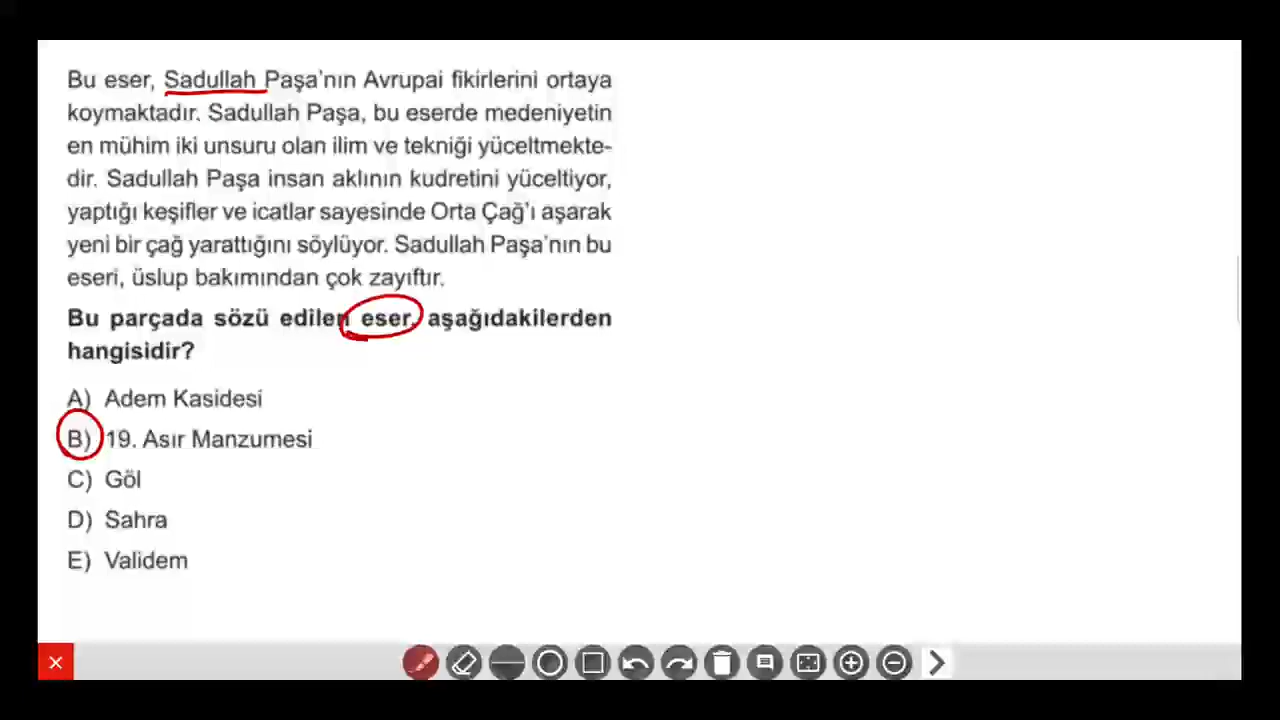 Bu eser, Sadullah Paşa'nın Avrupai fikirlerini ortaya
koymaktadır. Sadullah Paşa, bu eserde medeniyetin
en mühim iki unsuru olan ilim ve tekniği yüceltmekte-
dir. Sadullah Paşa insan aklının kudretini yüceltiyor,
yaptığı keşifler ve icatlar sayesinde Orta Çağ'ı aşarak
yeni bir çağ yarattığını söylüyor. Sadullah Paşa'nın bu
eseri, üslup bakımından çok zayıftır.
Bu parçada sözü edilen eser, aşağıdakilerden
hangisidir?
A) Adem Kasidesi
B) 19. Asır Manzumesi
C) Göl
D) Sahra
E) Validem